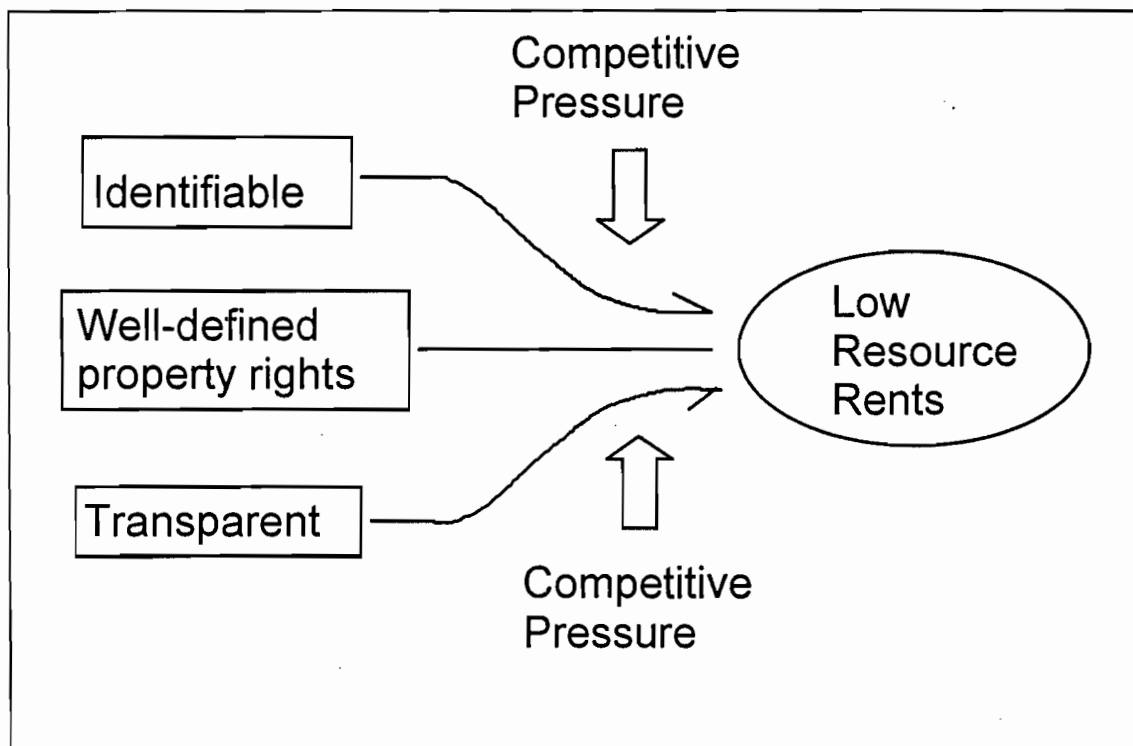 Competitive
Pressure
Identifiable
Well-defined
property rights
Low
Resource
Rents
Transparent
Competitive
Pressure